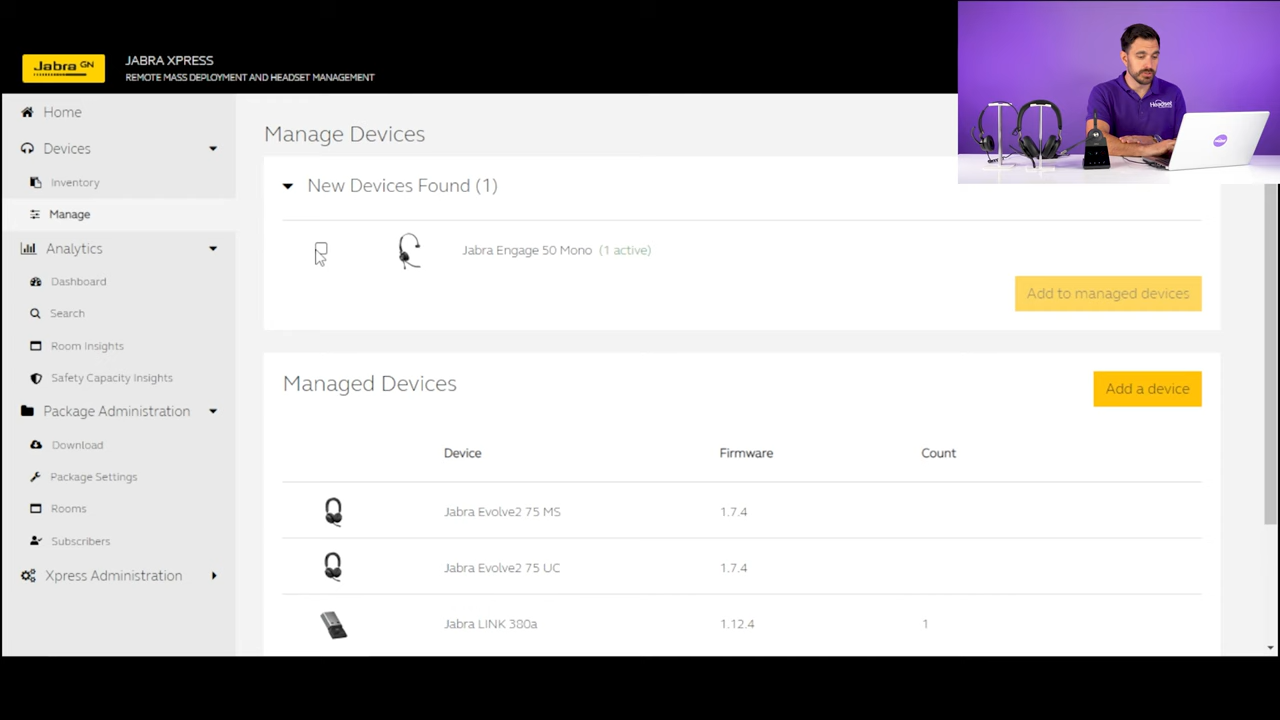 Jabra GN
JABRA XPRESS
REMOTE MASS DEPLOYMENT AND HEADSET MANAGEMENT
Home
Devices
Inventory
Manage
Analytics
Dashboard
Search
Room Insights
Safety Capacity Insights
Package Administration
Download
Package Settings
Rooms
Subscribers
Xpress Administration
Manage Devices
New Devices Found (1)
Jabra Engage 50 Mono (1 active)
Add to managed devices
Managed Devices
Add a device
Device Firmware Count
Jabra Evolve2 75 MS 1.7.4
Jabra Evolve2 75 UC 1.7.4
Jabra LINK 380a 1.12.4 1
Headset